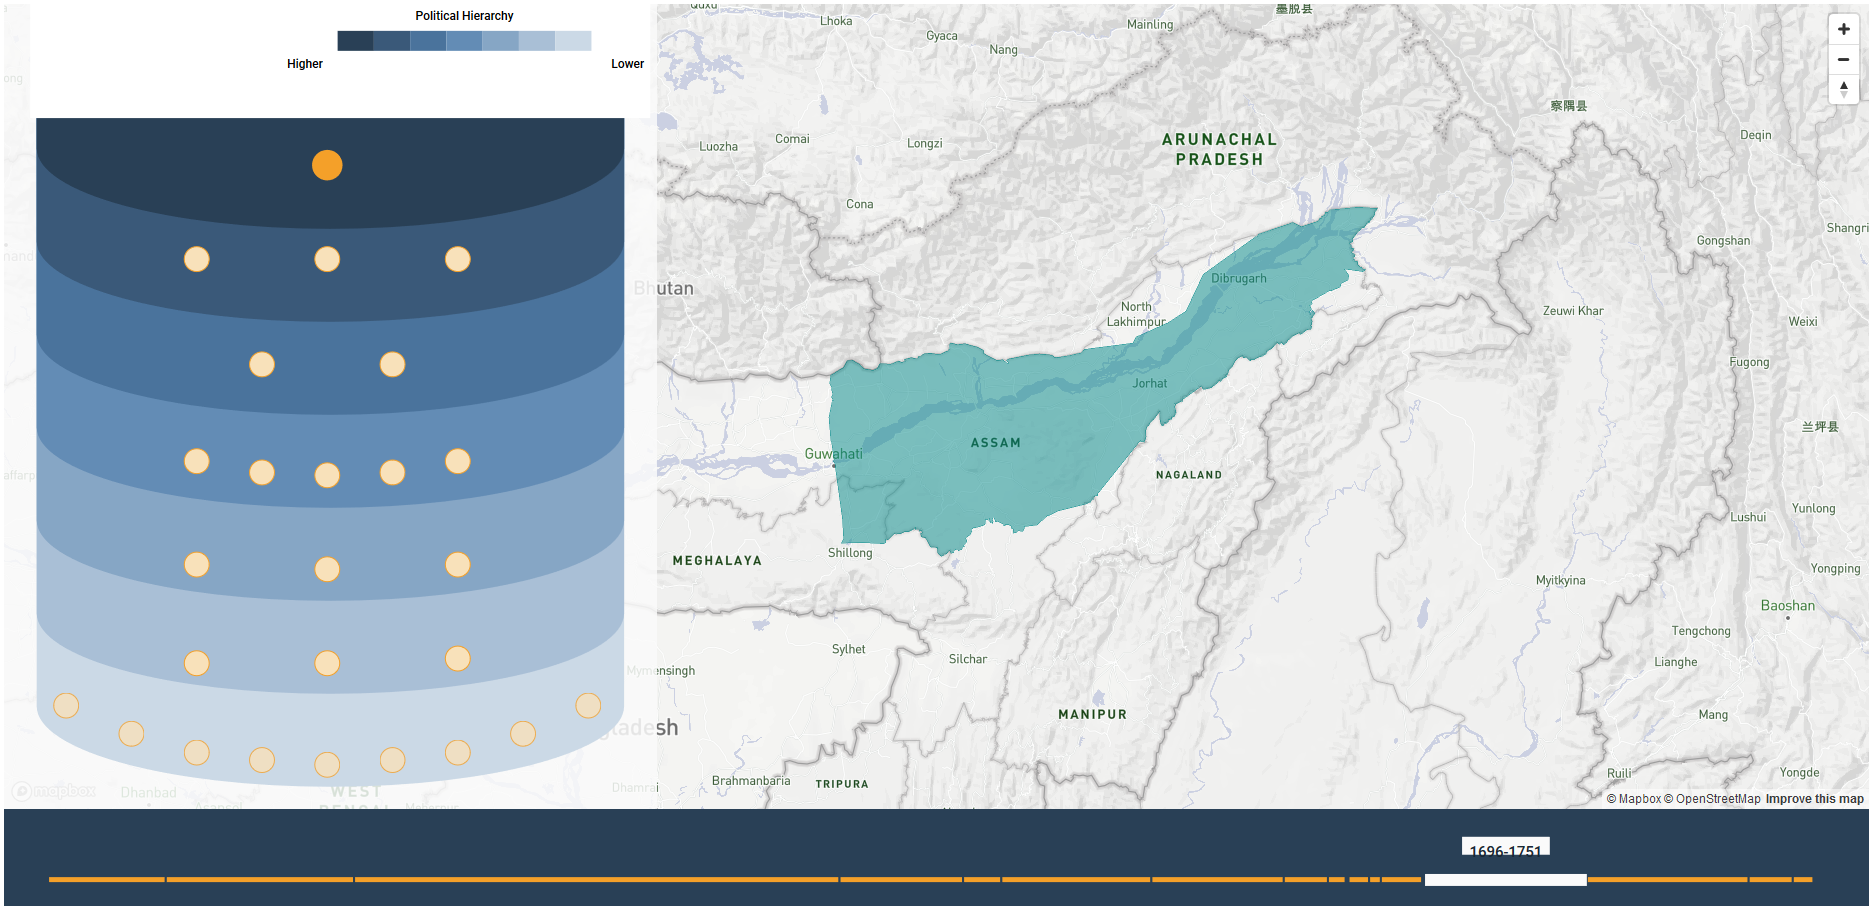 Political Hierarchy
Higher
Lower
Lhoka
Gyaca
Nang
Mainling
墨脱县
察隅县
Deqin
Luozha
Comai
Longzi
ARUNACHAL
PRADESH
Cona
Gongshan
Shangri
Bhutan
Dibrugarh
North
Lakhimpur
Zeuwi Khar
Weixi
Fugong
Jorhat
ASSAM
Guwahati
NAGALAND
兰坪县
Lushui
Yunlong
Shillong
MEGHALAYA
Yongping
Myitkyina
Baoshan
Tengchong
Lianghe
Sylhet
Silchar
Mymensingh
MANIPUR
Mang
ladesh
Brahmanbaria
TRIPURA
Ruili
Yongde
mapbox
Dhanbad
WEST
Dhamrai
© Mapbox © OpenStreetMap Improve this map
1696-1751